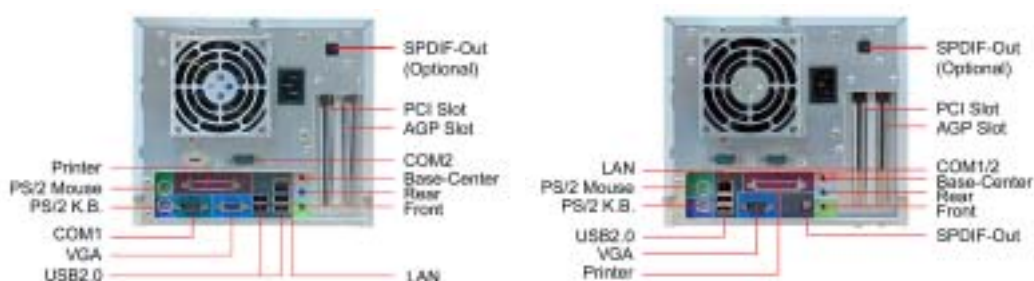 SPDIF-Out
(Optional)
PCI Slot
AGP Slot
COM2
Base-Center
Rear
Front
LAN
Printer
PS/2 Mouse
PS/2 K.B.
COM1
VGA
USB2.0
SPDIF-Out
(Optional)
PCI Slot
AGP Slot
COM1/2
Base-Center
Rear
Front
SPDIF-Out
LAN
PS/2 Mouse
PS/2 K.B.
USB2.0
VGA
Printer